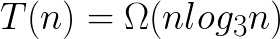 T(n) = Ω(nlog₃n)